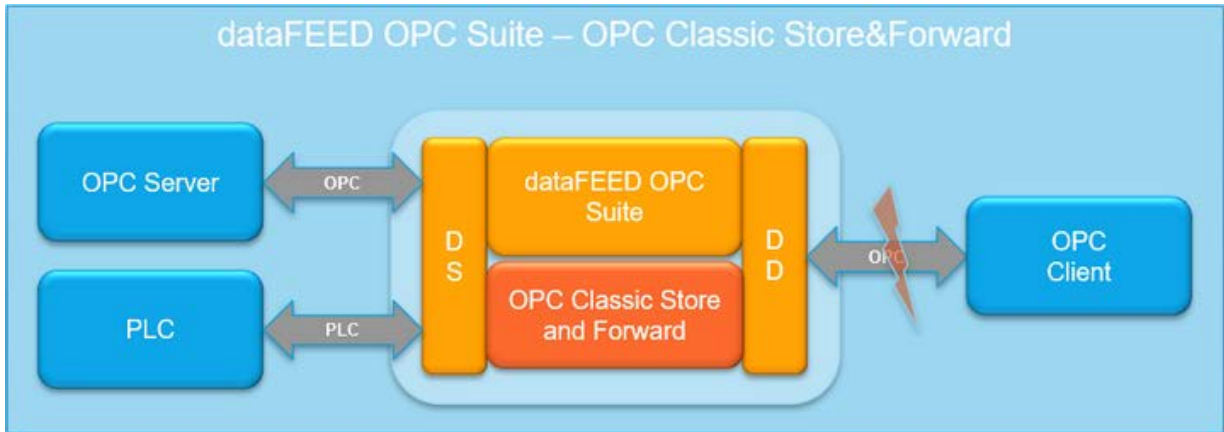 dataFEED OPC Suite – OPC Classic Store&Forward
OPC Server
OPC
D
S
dataFEED OPC
Suite
D
D
OPC
OPC
Client
PLC
PLC
OPC Classic Store
and Forward